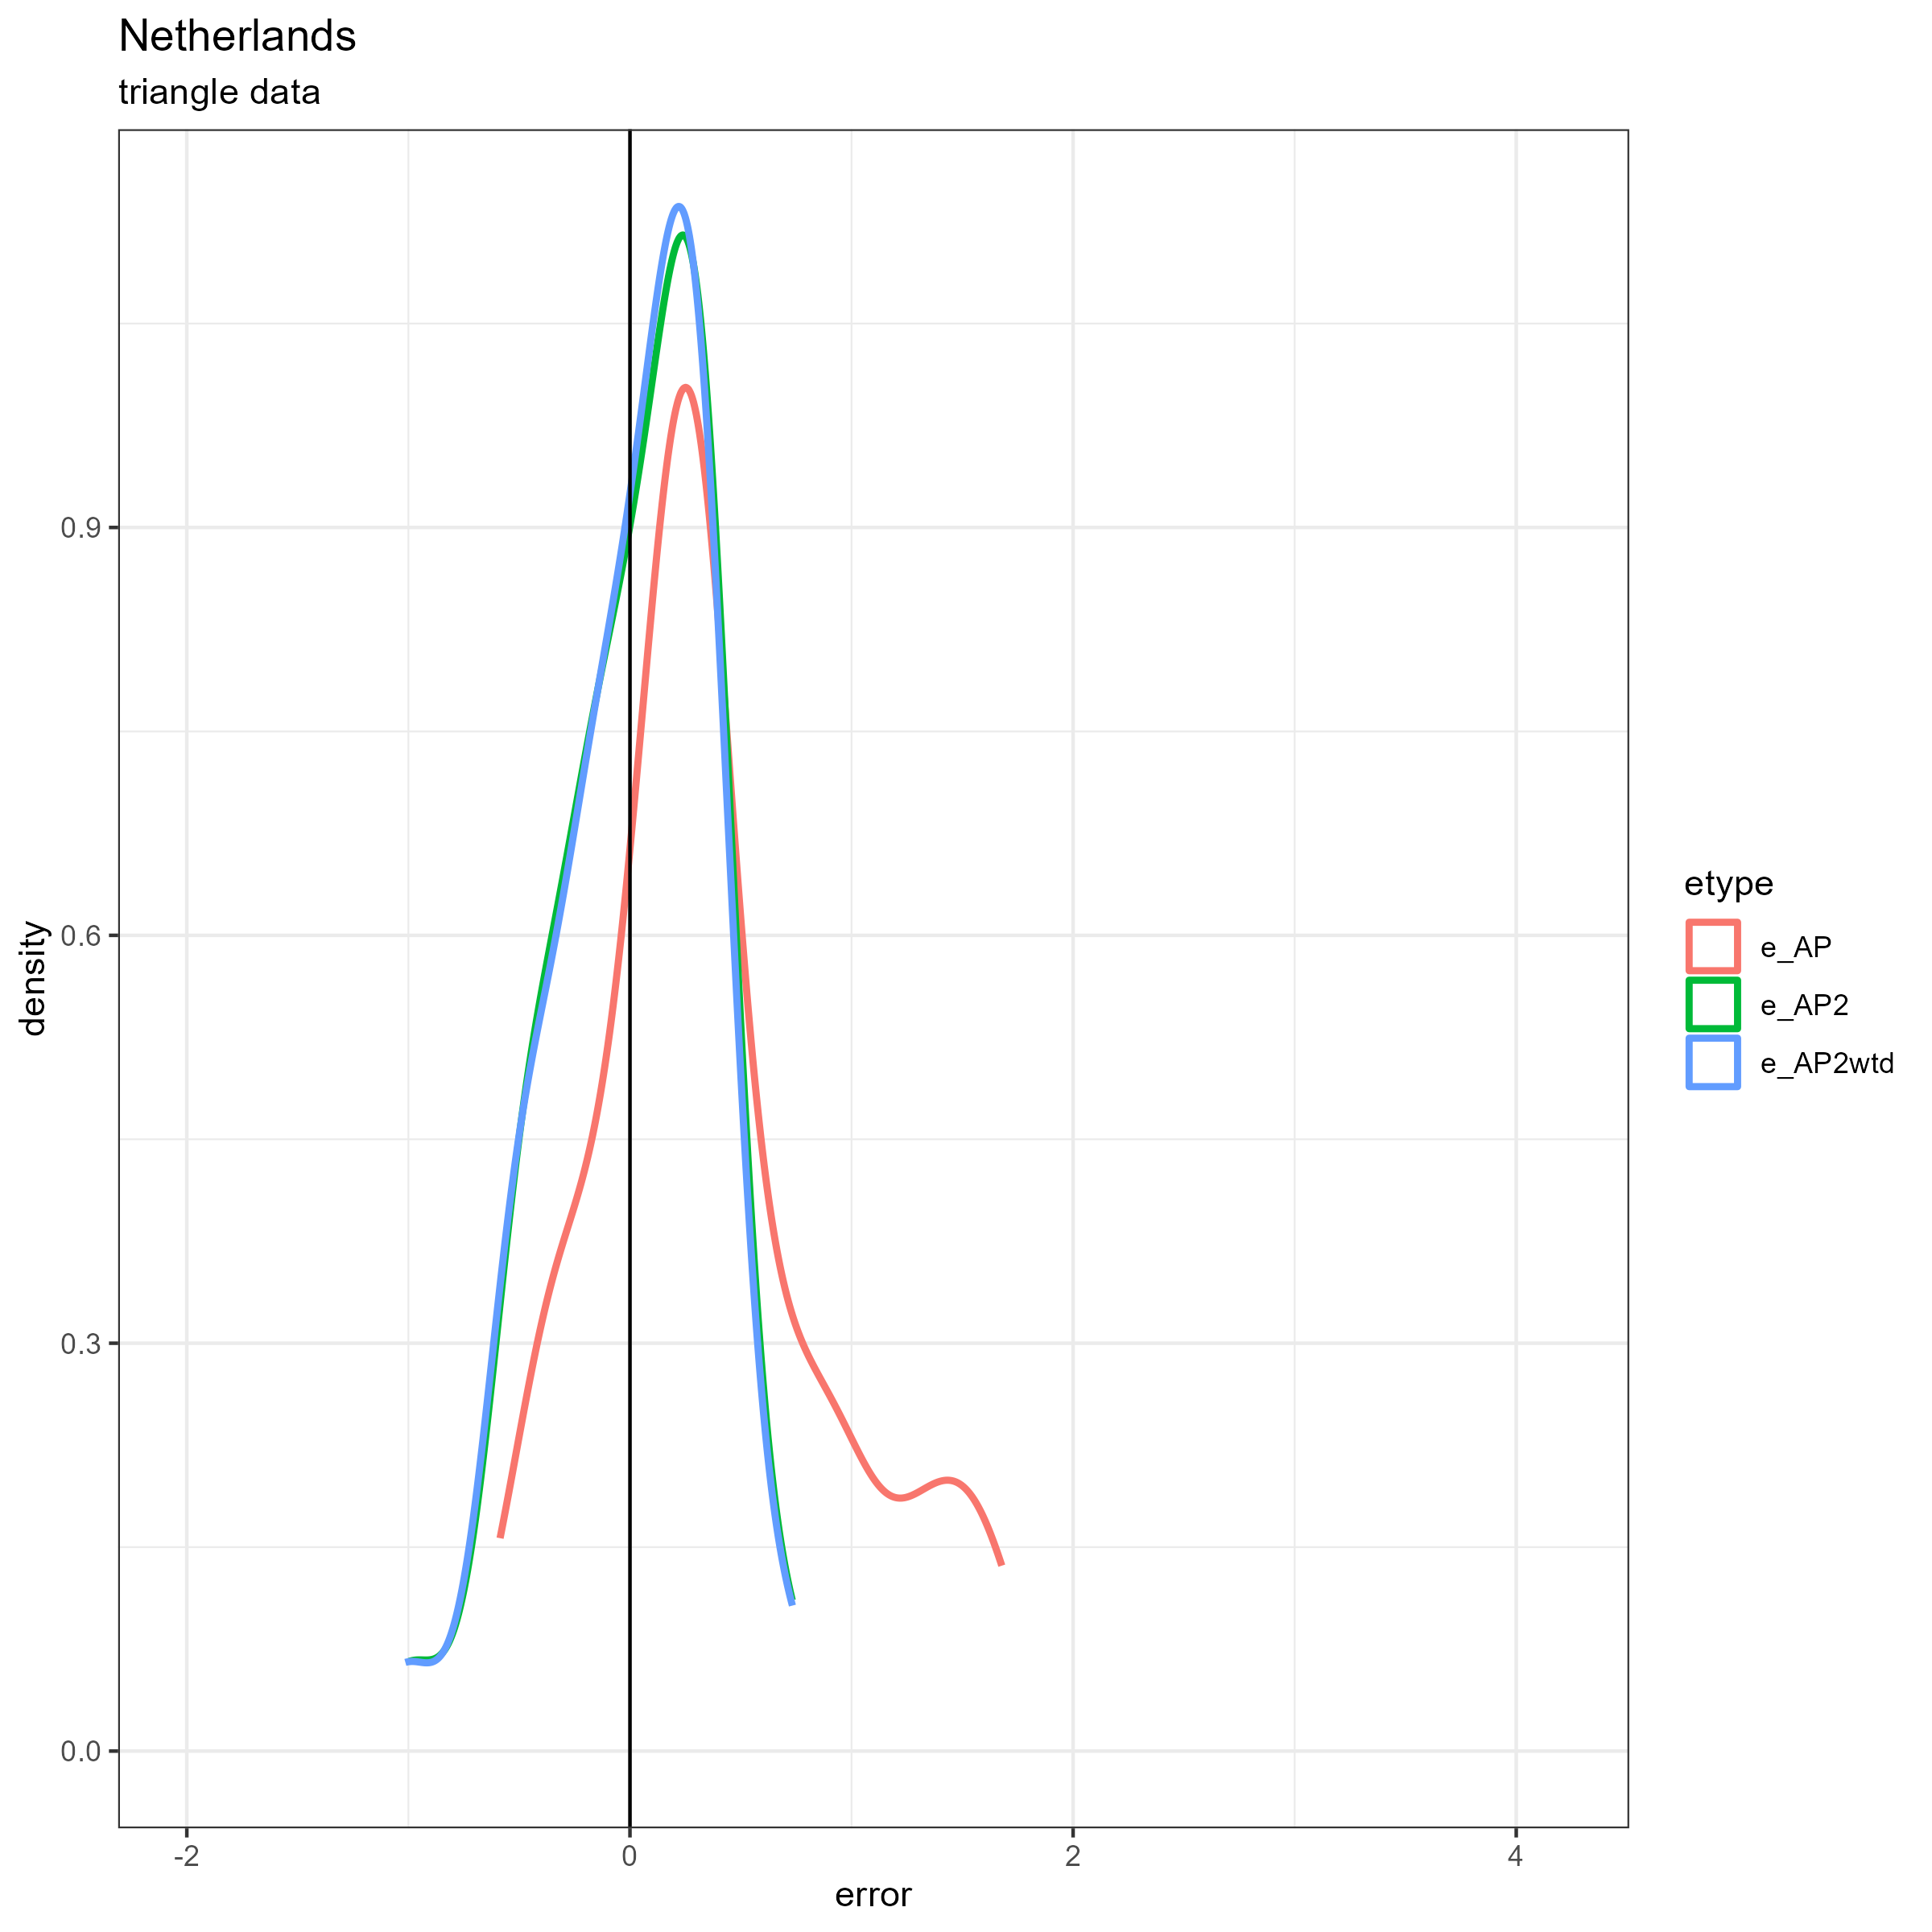 Netherlands
triangle data
density
0.9
0.6
0.3
0.0
-2
0
2
4
error
etype
e_AP
e_AP2
e_AP2wtd